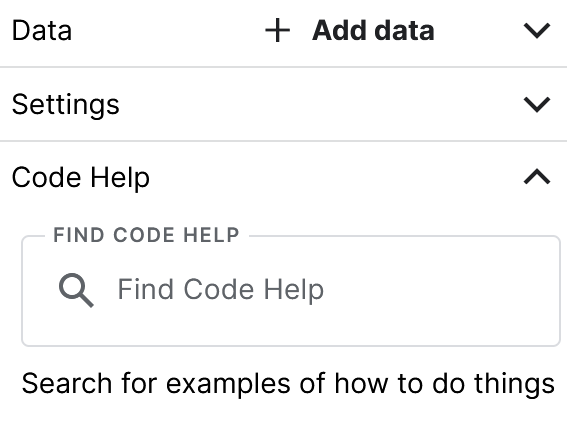 Data + Add data
Settings
Code Help
FIND CODE HELP
Find Code Help
Search for examples of how to do things